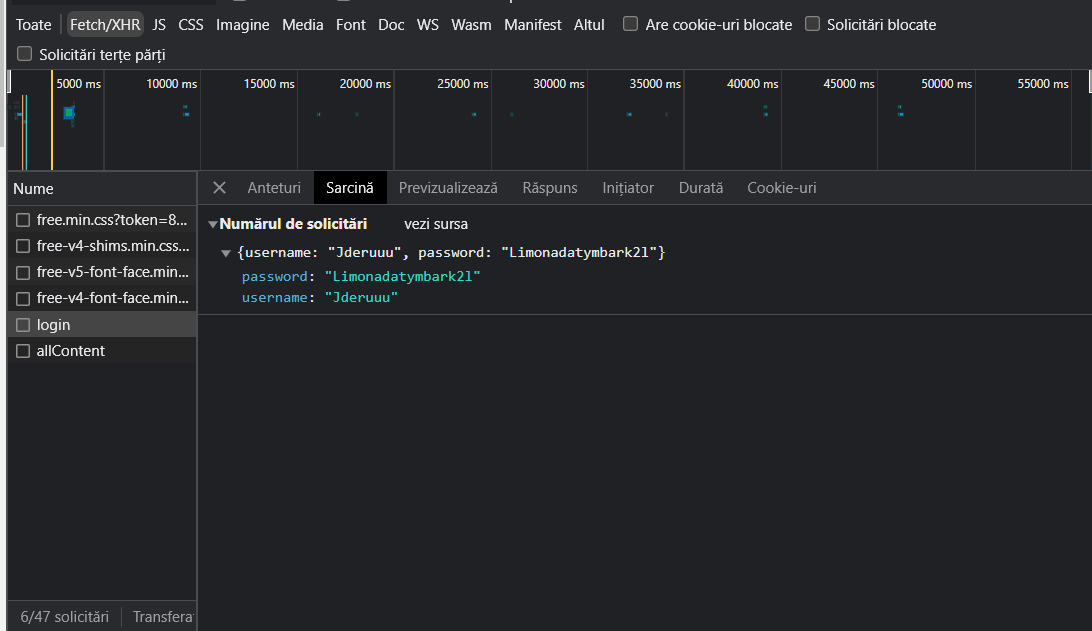 Toate Fetch/XHR JS CSS Imagine Media Font Doc WS Wasm Manifest Altul Are cookie-uri blocate Solicitări blocate
Solicitări terțe părți
5000 ms 10000 ms 15000 ms 20000 ms 25000 ms 30000 ms 35000 ms 40000 ms 45000 ms 50000 ms 55000 ms
Nume
Anteturi Sarcină Previzualizează Răspuns Inițiator Durată Cookie-uri
free.min.css?token=8...
free-v4-shims.min.css...
free-v5-font-face.min...
free-v4-font-face.min...
login
allContent
Numărul de solicitări vezi sursa
{username: "Jderuuu", password: "Limonadatymbark2l"}
password: "Limonadatymbark2l"
username: "Jderuuu"
6/47 solicitări Transfera